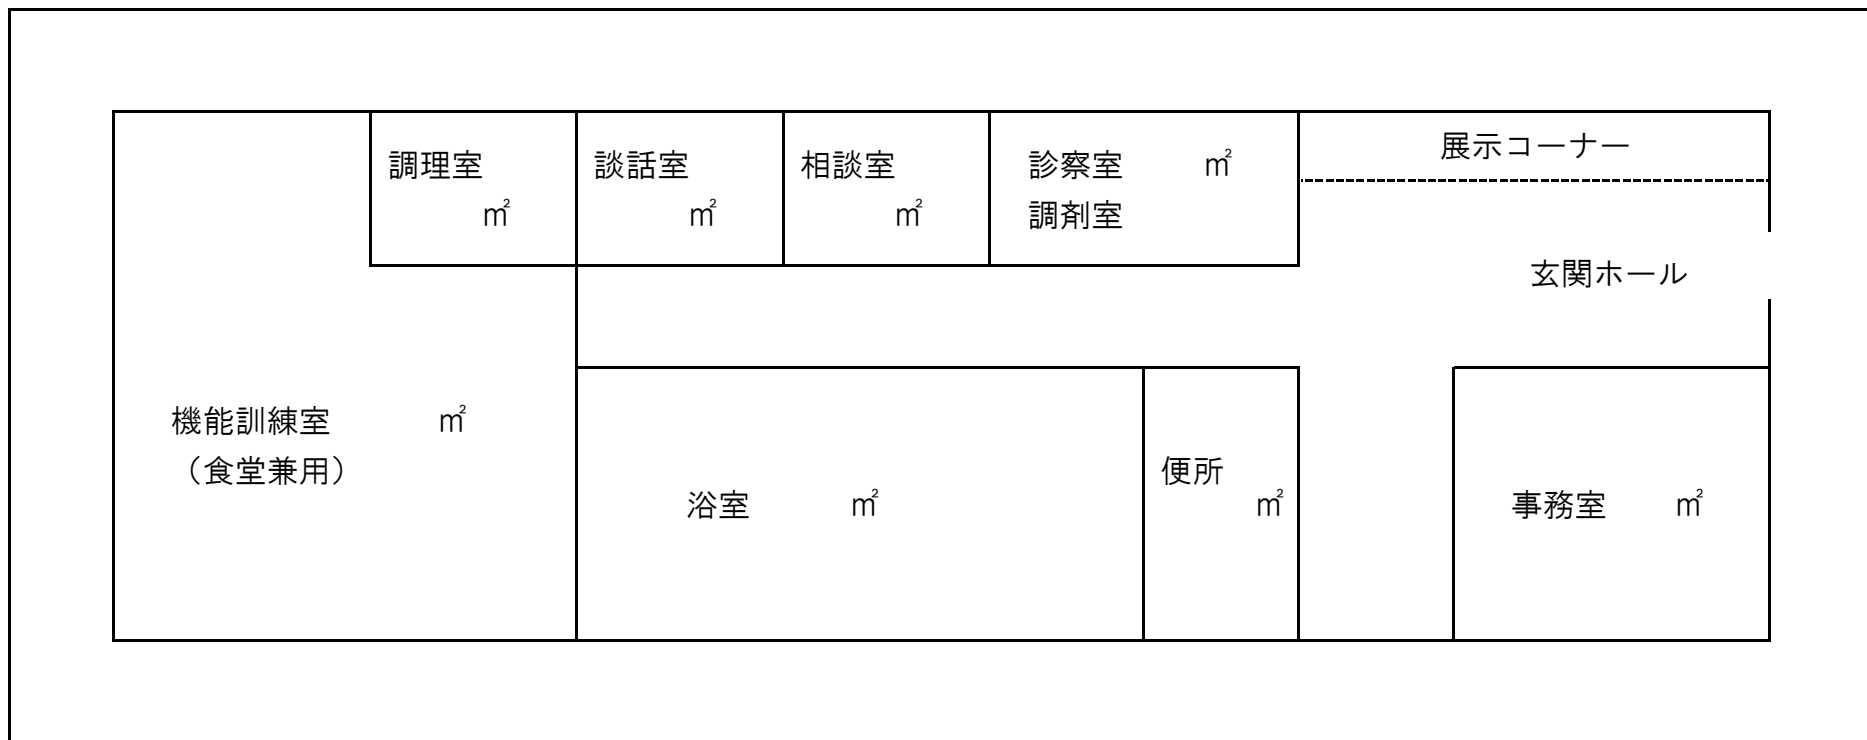 展示コーナー
調理室
㎡
談話室
㎡
相談室
㎡
診察室 ㎡
調剤室
玄関ホール
機能訓練室 ㎡
（食堂兼用）
浴室 ㎡
便所
㎡
事務室 ㎡